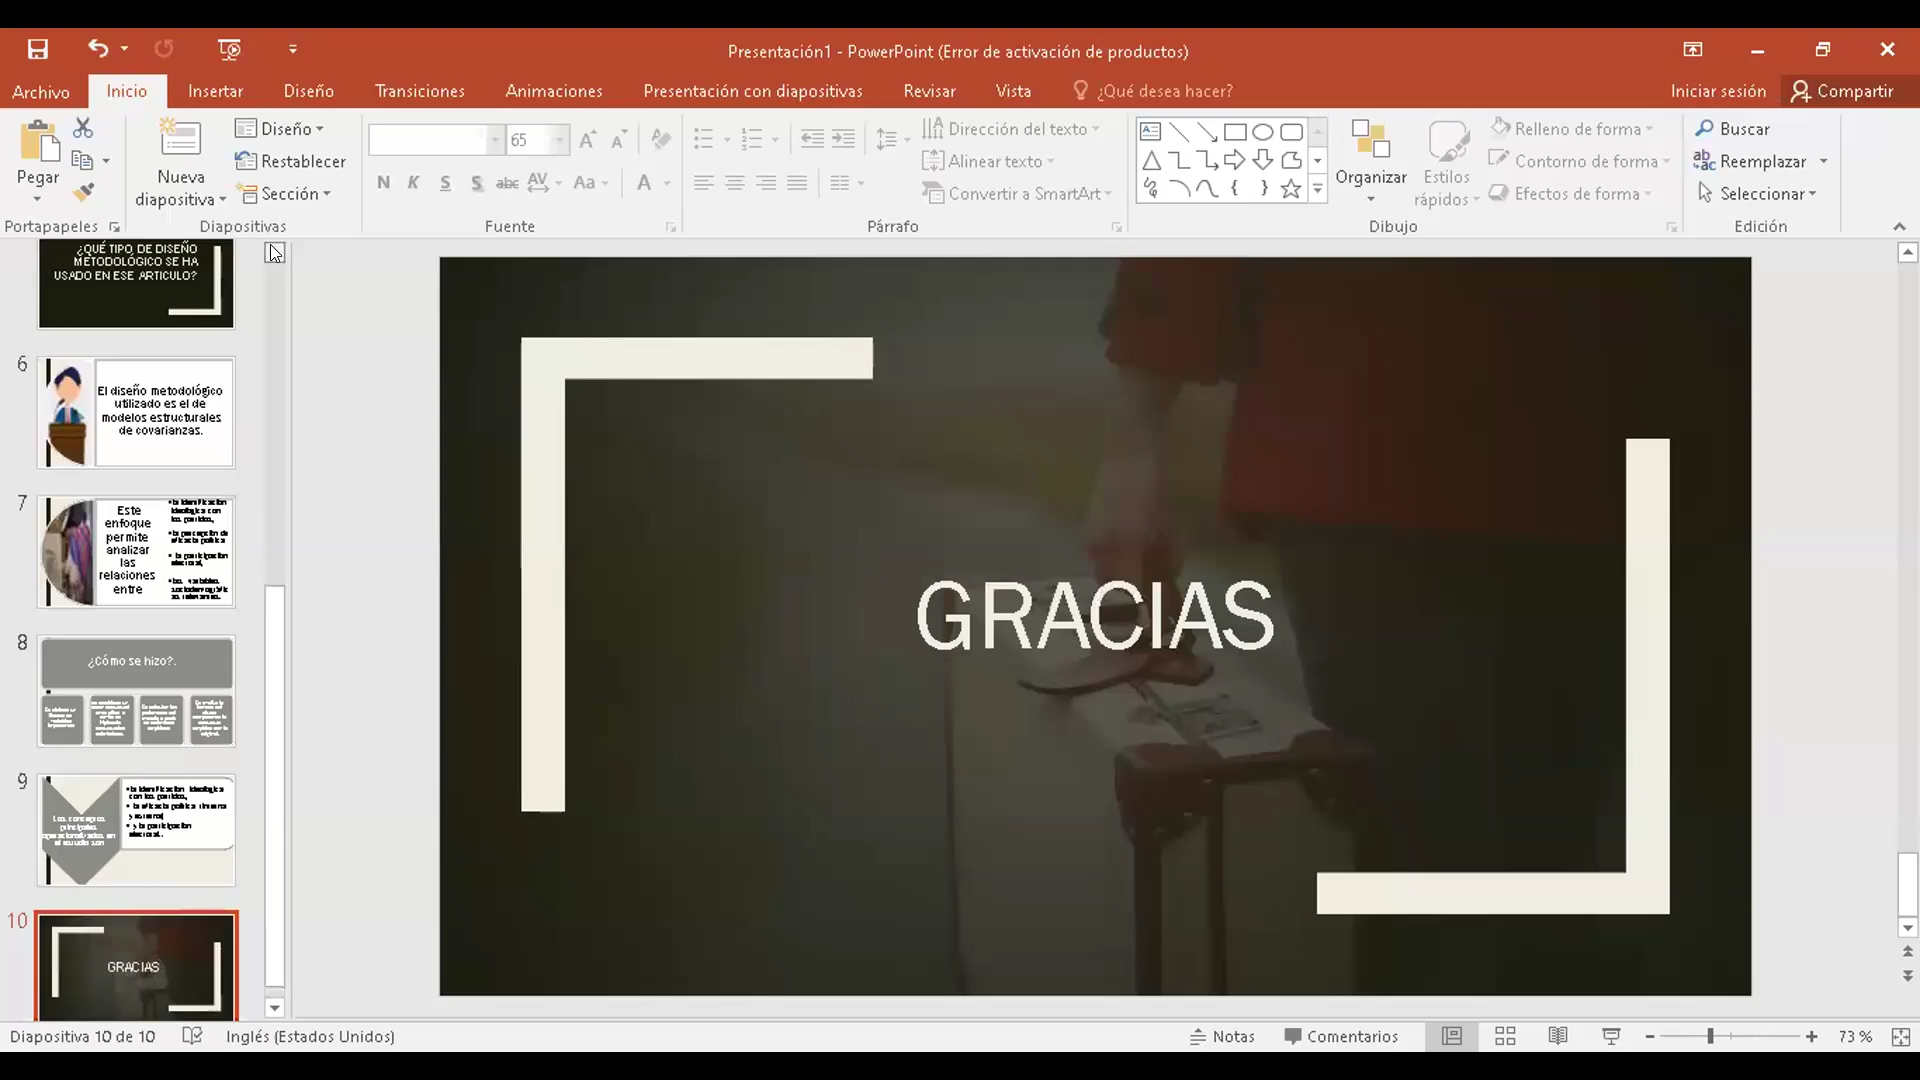 Presentación1 - PowerPoint (Error de activación de productos)
Archivo Inicio Insertar Diseño Transiciones Animaciones Presentación con diapositivas Revisar Vista ¿Qué desea hacer? Iniciar sesión Compartir
Pegar
Portapapeles
Nueva
diapositiva
Diseño
Restablecer
Sección
Diapositivas
65
N K S S abc AV Aa A
Fuente
Dirección del texto
Alinear texto
Convertir a SmartArt
Párrafo
Organizar
Estilos
rápidos
Relleno de forma
Contorno de forma
Efectos de forma
Dibujo
Buscar
Reemplazar
Seleccionar
Edición
¿QUÉ TIPO DE DISEÑO
METODOLÓGICO SE HA
USADO EN ESE ARTICULO?
6
El diseño metodológico
utilizado es el de
modelos estructurales
de covarianzas.
7
Este
enfoque
permite
analizar
las
relaciones
entre
8
¿Cómo se hizo?.
9
10
GRACIAS
GRACIAS
Diapositiva 10 de 10 Inglés (Estados Unidos) Notas Comentarios 73 %